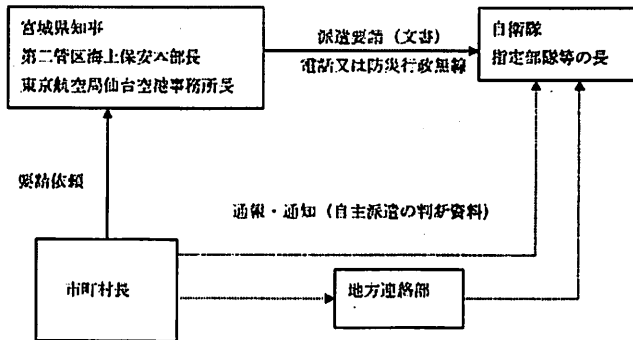 宮城県知事
第二管区海上保安本部長
東京航空局仙台空港事務所長
派遣要請（文書）
電話又は防災行政無線
自衛隊
指定部隊等の長
要請依頼
通報・通知（自主派遣の判断資料）
市町村長
地方連絡部